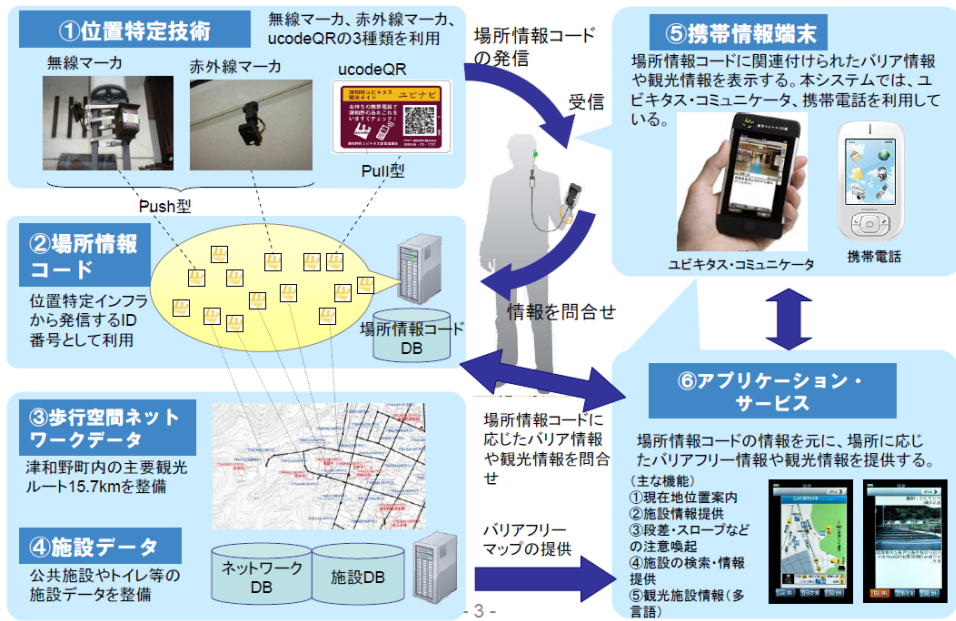 ①位置特定技術
無線マーカ、赤外線マーカ、
ucodeQRの3種類を利用
無線マーカ
赤外線マーカ
ucodeQR
ユビナビ
Pull型
Push型
場所情報コード
の発信
受信
⑤携帯情報端末
場所情報コードに関連付けられたバリア情報
や観光情報を表示する。本システムでは、ユ
ビキタス・コミュニケータ、携帯電話を利用して
いる。
ユビキタス・コミュニケータ
携帯電話
②場所情報
コード
位置特定インフラ
から発信するID
番号として利用
場所情報コード
DB
情報を問合せ
③歩行空間ネット
ワークデータ
津和野町内の主要観光
ルート15.7kmを整備
④施設データ
公共施設やトイレ等の
施設データを整備
ネットワーク
DB
施設DB
場所情報コードに
応じたバリア情報
や観光情報を問合
せ
バリアフリー
マップの提供
⑥アプリケーション・
サービス
場所情報コードの情報を元に、場所に応じ
たバリアフリー情報や観光情報を提供する。
(主な機能)
①現在地位置案内
②施設情報提供
③段差・スロープなど
の注意喚起
④施設の検索・情報
提供
⑤観光施設情報(多
言語)
- 3 -